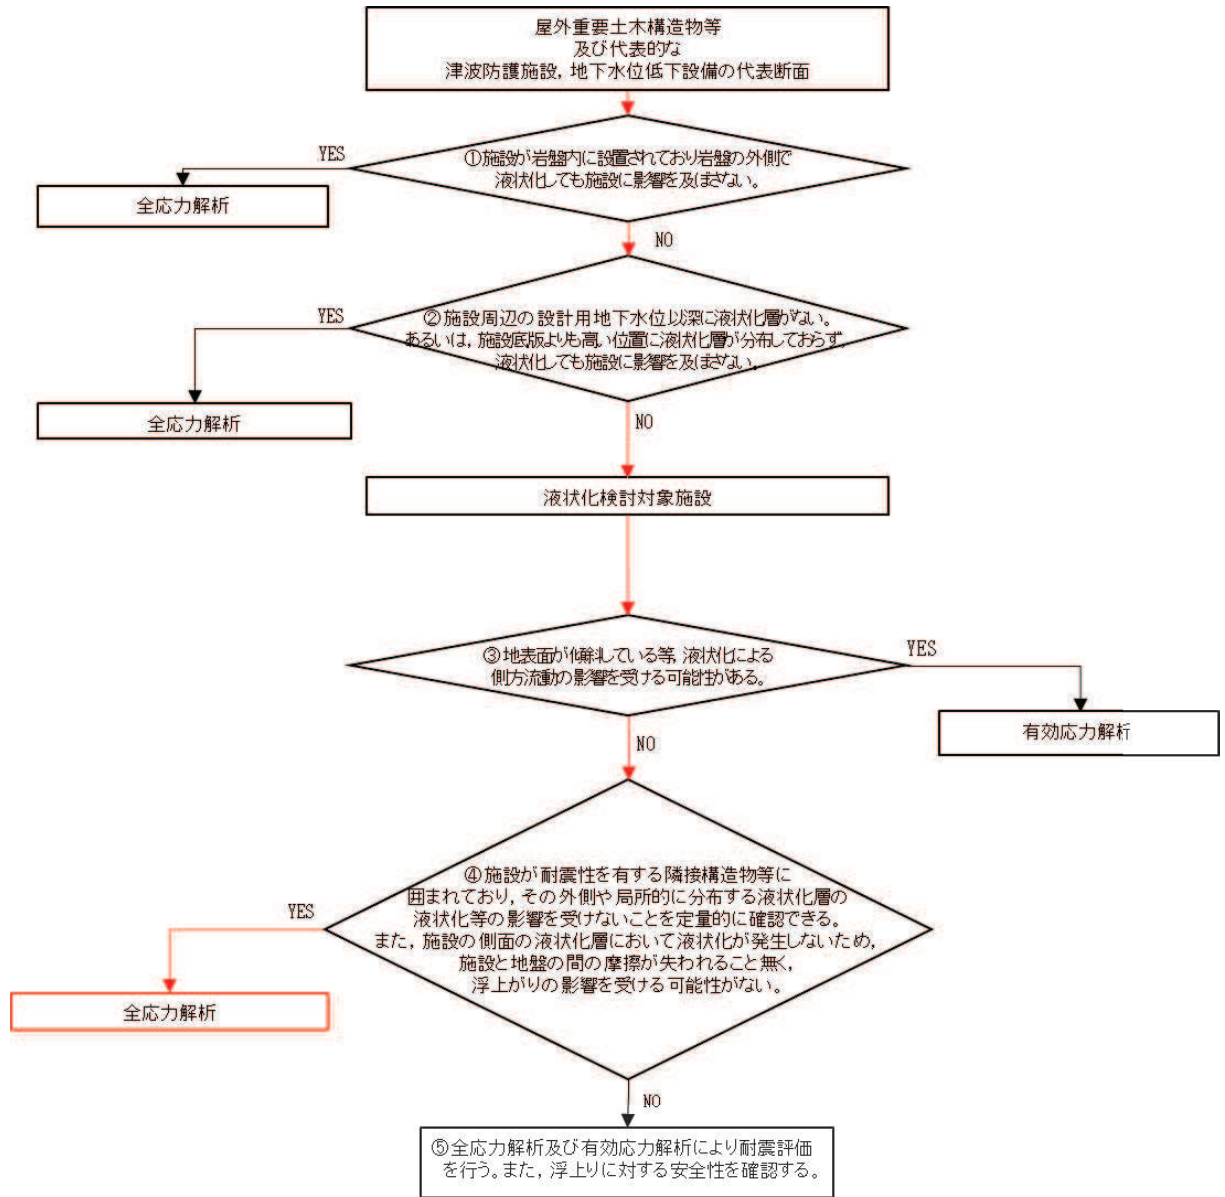 屋外重要土木構造物等
及び代表的な
津波防護施設，地下水位低下設備の代表断面
YES
①施設が岩盤内に設置されており岩盤の外側で
液状化しても施設に影響を及ぼさない。
全応力解析
NO
YES
②施設周辺の設計用地下水位以深に液状化層がない。
あるいは，施設底版よりも高い位置に液状化層が分布しておらず，
液状化しても施設に影響を及ぼさない。
全応力解析
NO
液状化検討対象施設
③地表面が傾斜している等，液状化による
側方流動の影響を受ける可能性がある。
YES
有効応力解析
NO
④施設が耐震性を有する隣接構造物等に
囲まれており，その外側や局所的に分布する液状化層の
液状化等の影響を受けないことを定量的に確認できる。
また，施設の側面の液状化層において液状化が発生しないため，
施設と地盤の間の摩擦が失われること無く，
浮上がりの影響を受ける可能性がない。
YES
全応力解析
NO
⑤全応力解析及び有効応力解析により耐震評価
を行う。また，浮上りに対する安全性を確認する。